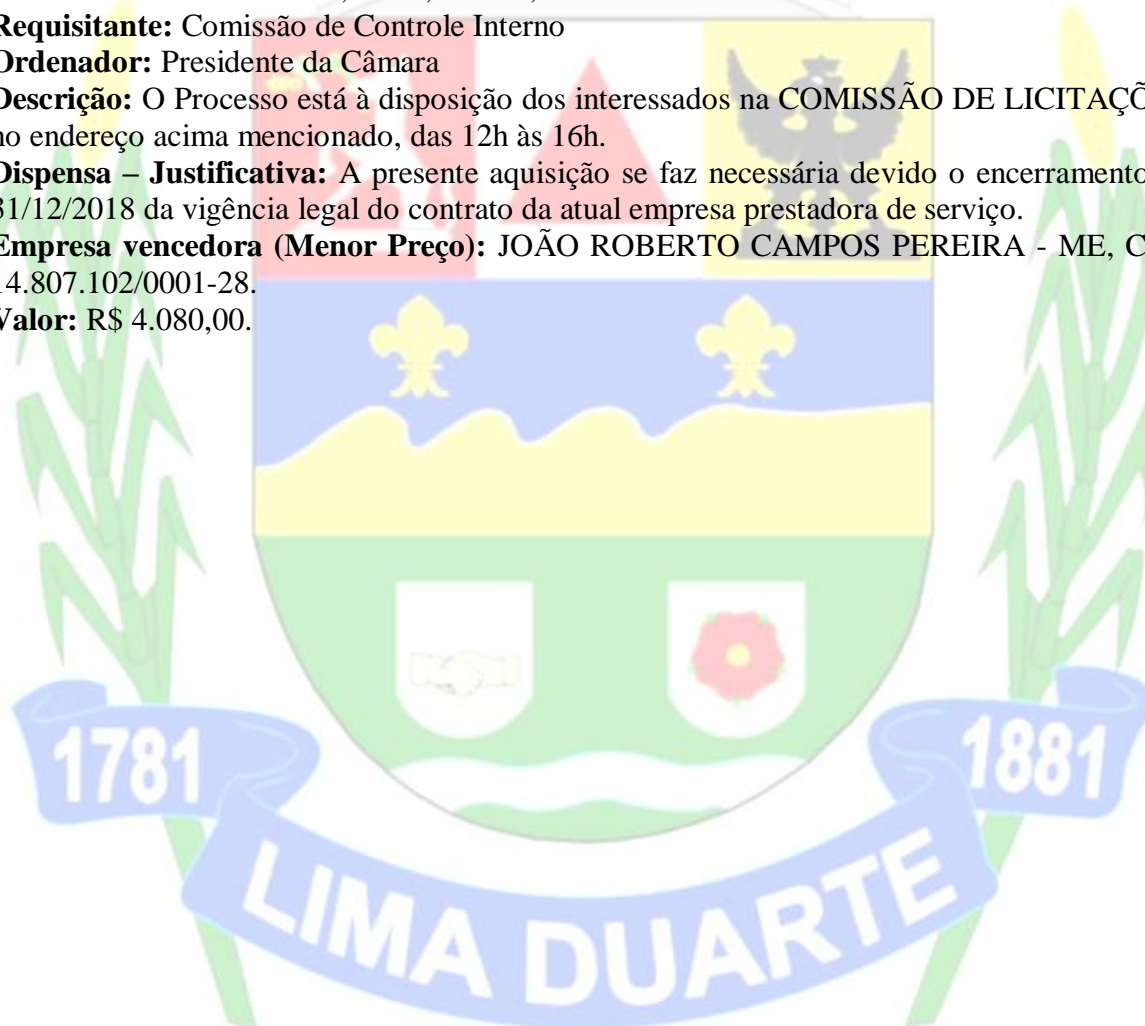 Requisitante: Comissão de Controle Interno
Ordenador: Presidente da Câmara
Descrição: O Processo está à disposição dos interessados na COMISSÃO DE LICITAÇÕ
no endereço acima mencionado, das 12h às 16h.
Dispensa – Justificativa: A presente aquisição se faz necessária devido o encerramento
31/12/2018 da vigência legal do contrato da atual empresa prestadora de serviço.
Empresa vencedora (Menor Preço): JOÃO ROBERTO CAMPOS PEREIRA - ME, C
14.807.102/0001-28.
Valor: R$ 4.080,00.
1781
1881
LIMA DUARTE